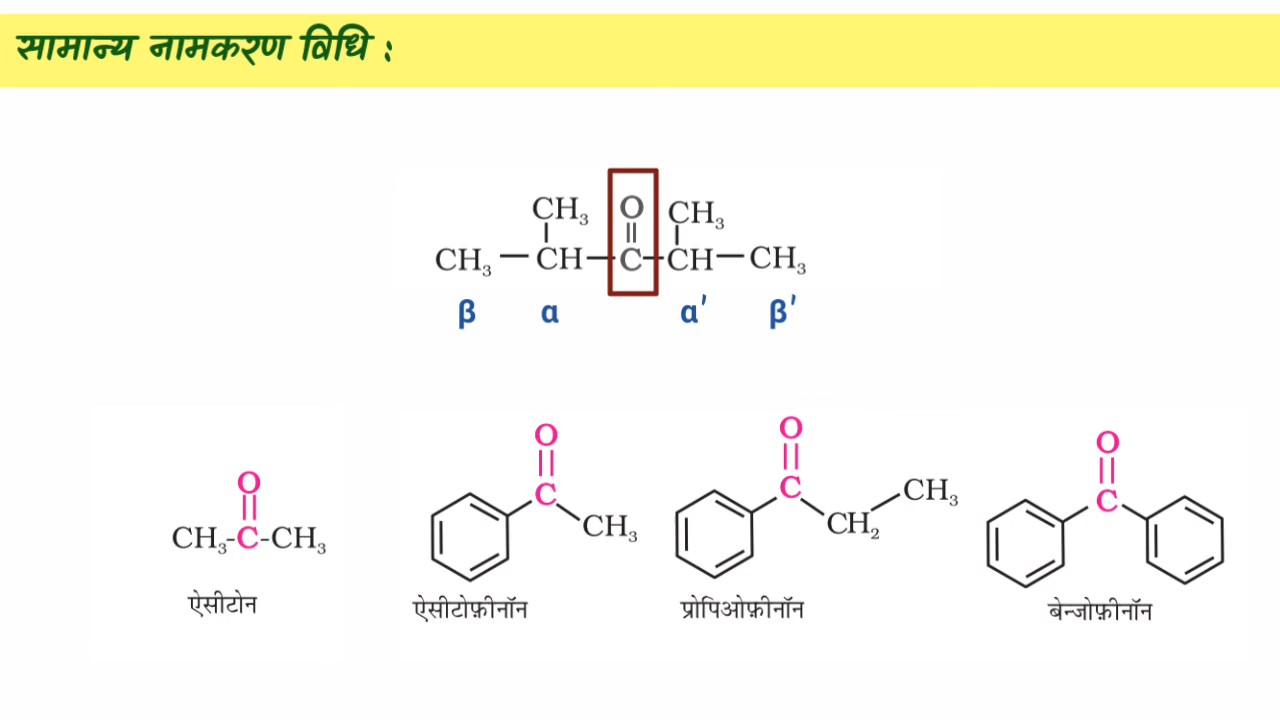 सामान्य नामकरण विधि :
CH₃ O CH₃
CH₃ — CH — C — CH — CH₃
β α α′ β′
O O O O
C C CH₃ C
CH₃-C-CH₃ CH₃ CH₂
ऐसीटोन ऐसीटोफ़ीनॉन प्रोपिओफ़ीनॉन बेन्जोफ़ीनॉन